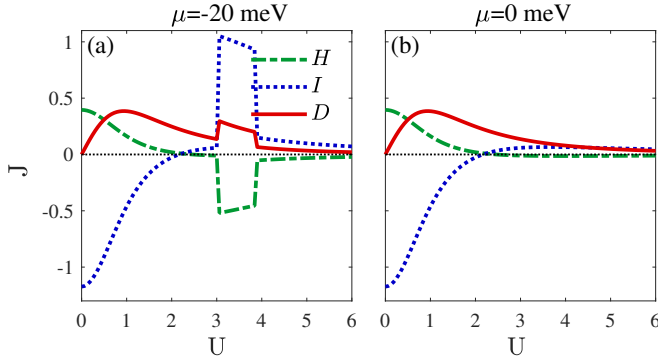 μ=-20 meV
μ=0 meV
(a)
(b)
H
I
D
J
1
0.5
0
-0.5
-1
0 1 2 3 4 5 6
0 1 2 3 4 5 6
U
U